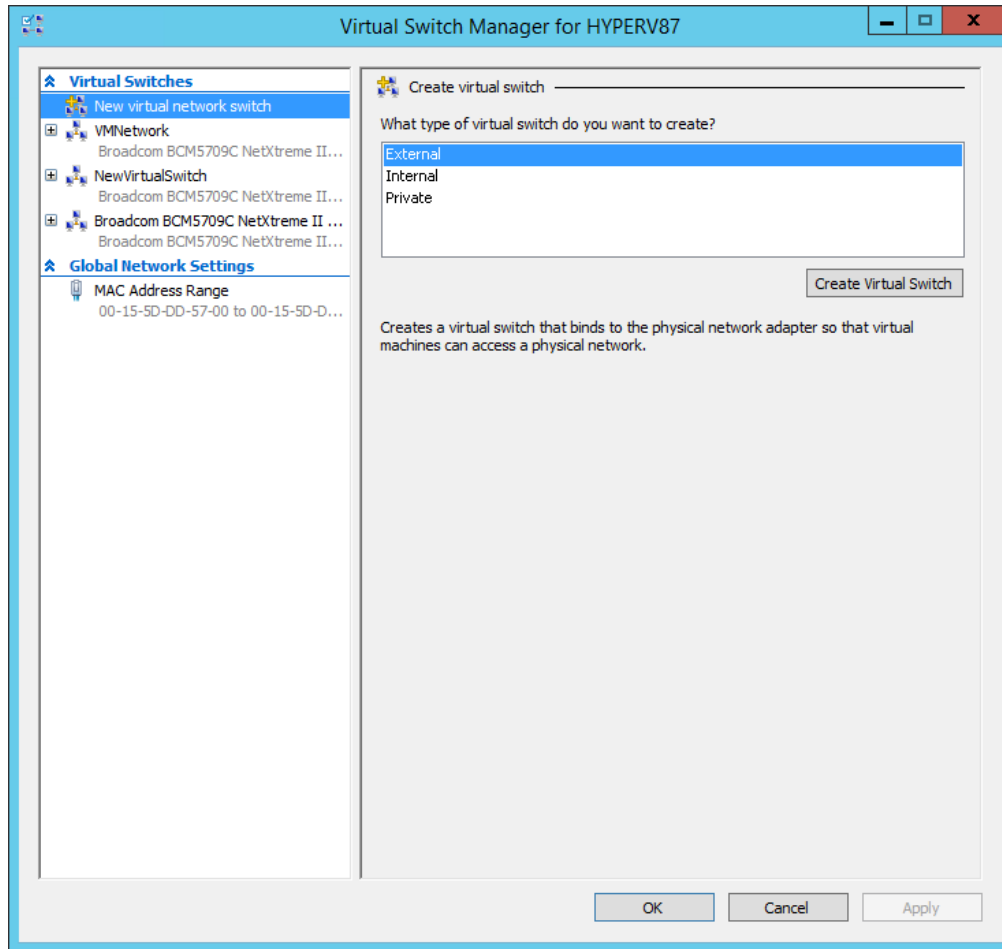 Virtual Switch Manager for HYPERV87
Virtual Switches
New virtual network switch
VMNetwork
Broadcom BCM5709C NetXtreme II...
NewVirtualSwitch
Broadcom BCM5709C NetXtreme II...
Broadcom BCM5709C NetXtreme II ...
Broadcom BCM5709C NetXtreme II...
Global Network Settings
MAC Address Range
00-15-5D-DD-57-00 to 00-15-5D-D...
Create virtual switch
What type of virtual switch do you want to create?
External
Internal
Private
Create Virtual Switch
Creates a virtual switch that binds to the physical network adapter so that virtual
machines can access a physical network.
OK
Cancel
Apply